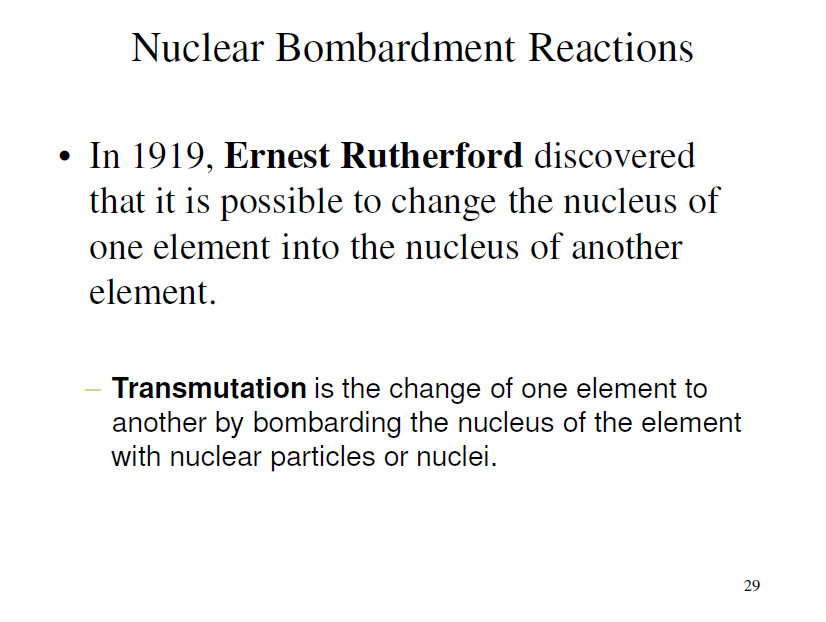 Nuclear Bombardment Reactions
• In 1919, Ernest Rutherford discovered
that it is possible to change the nucleus of
one element into the nucleus of another
element.
– Transmutation is the change of one element to
another by bombarding the nucleus of the element
with nuclear particles or nuclei.
29